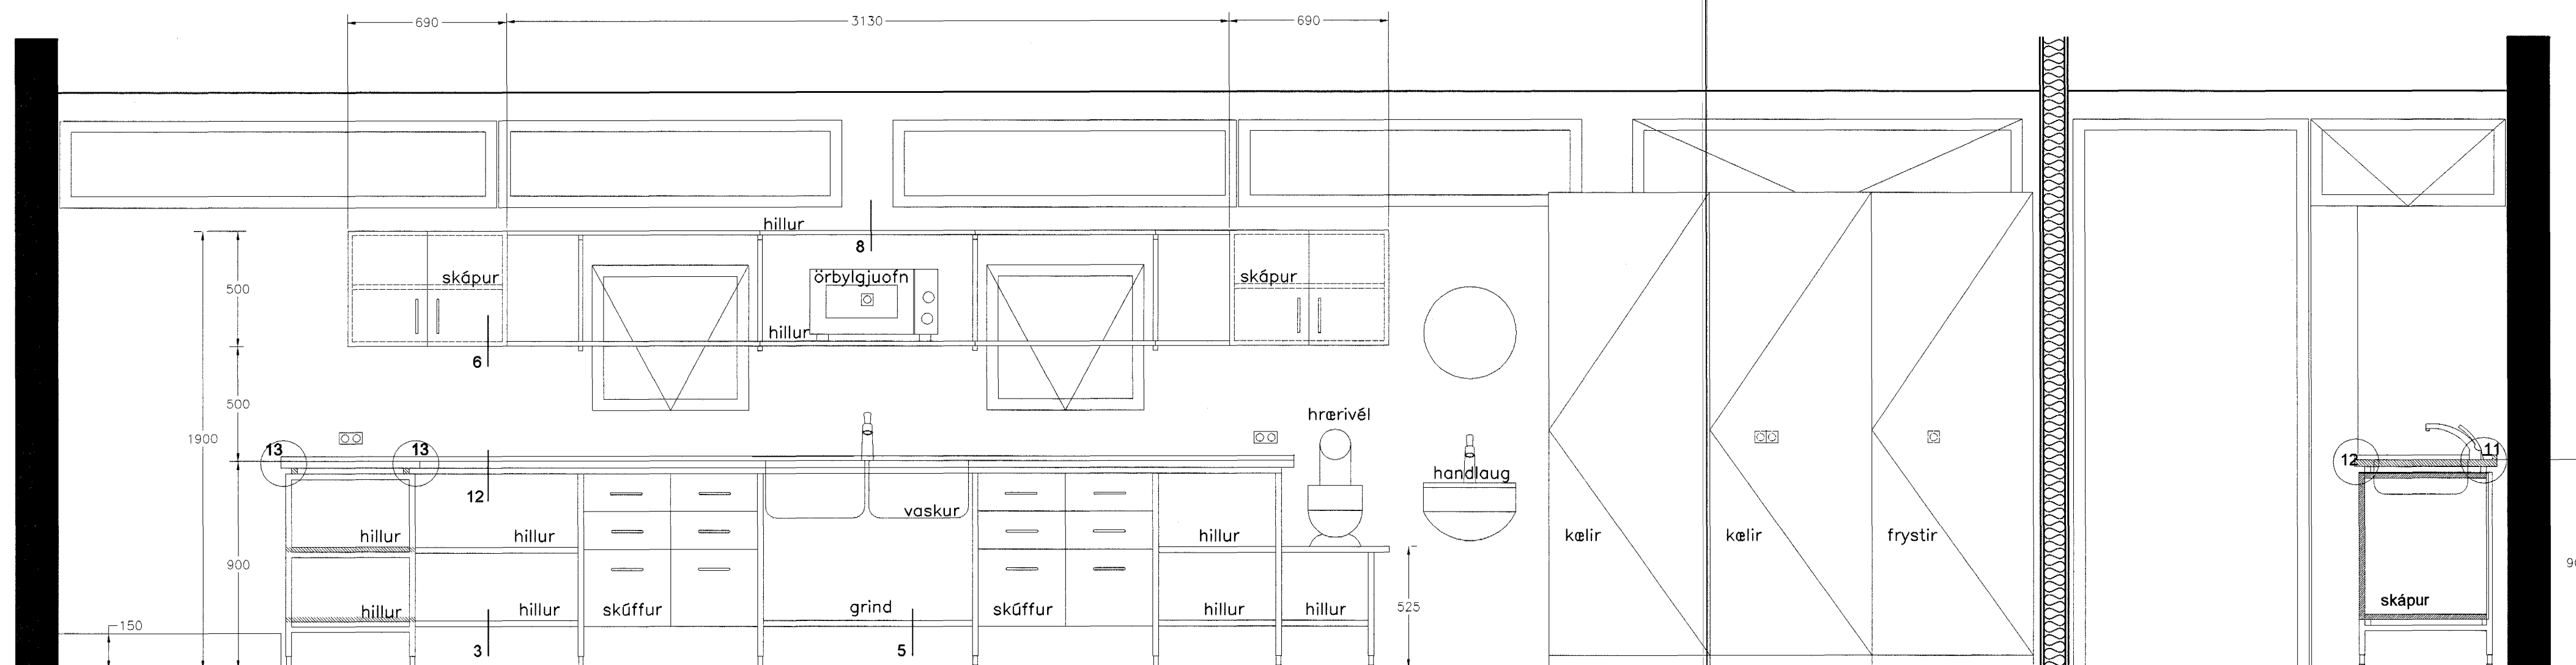 690 3130 690
hillur
8
skápur örbylgjuofn skápur
500
hillur
6
500
hrærivél
1900
13 13 12 11
handlaug
12
vaskur
hillur hillur hillur kælir kælir frystir
900
skápur
hillur hillur skúffur grind skúffur hillur hillur 525
150
3 5